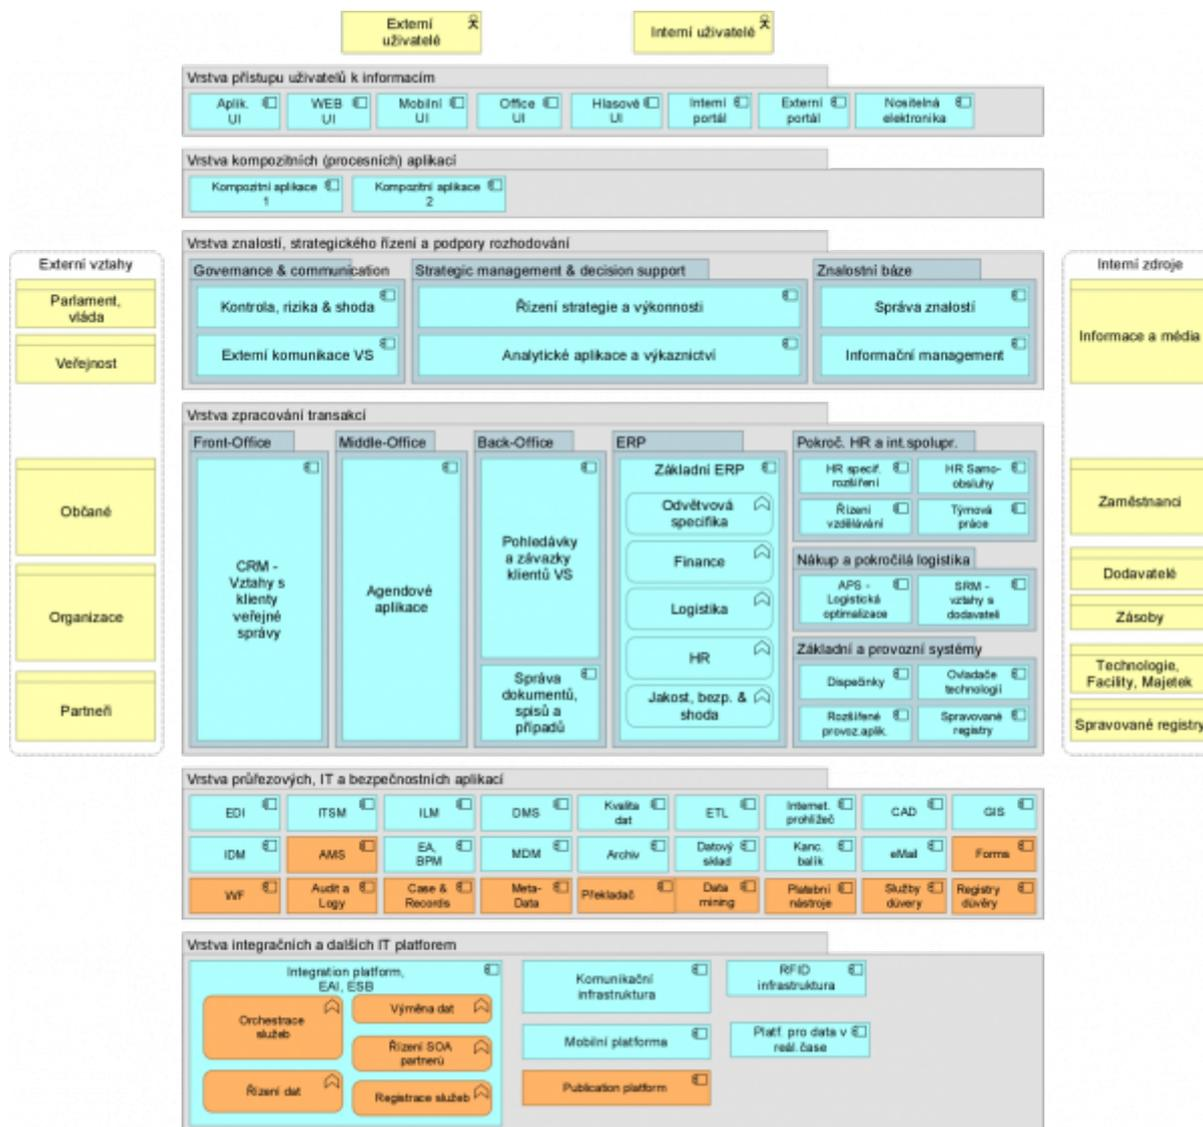 Externí
uživatelé
Interní uživatelé
Vrstva přístupu uživatelů k informacím
Aplik.
UI
WEB
UI
Mobilní
UI
Office
UI
Hlasové
UI
Interní
portál
Externí
portál
Nositelná
elektronika
Vrstva kompozitních (procesních) aplikací
Kompozitní aplikace
1
Kompozitní aplikace
2
Externí vztahy
Parlament,
vláda
Veřejnost
Občané
Organizace
Partneři
Vrstva znalostí, strategického řízení a podpory rozhodování
Governance & communication
Kontrola, rizika & shoda
Externí komunikace VS
Strategic management & decision support
Řízení strategie a výkonnosti
Analytické aplikace a výkaznictví
Znalostní báze
Správa znalostí
Informační management
Interní zdroje
Informace a média
Zaměstnanci
Dodavatelé
Zásoby
Technologie,
Facility, Majetek
Spravované registry
Vrstva zpracování transakcí
Front-Office
CRM -
Vztahy s
klienty
veřejné
správy
Middle-Office
Agendové
aplikace
Back-Office
Pohledávky
a závazky
klientů VS
Správa
dokumentů,
spisů a
případů
ERP
Základní ERP
Odvětvová
specifika
Finance
Logistika
HR
Jakost, bezp. &
shoda
Pokroč. HR a int.spolupr.
HR specif.
rozšíření
HR Samo-
obsluhy
Řízení
vzdělávání
Týmová
práce
Nákup a pokročilá logistika
APS -
Logistická
optimalizace
SRM -
vztahy s
dodavateli
Základní a provozní systémy
Dispečinky
Ovladače
technologií
Rozšířené
provoz.aplik.
Spravované
registry
Vrstva průřezových, IT a bezpečnostních aplikací
EDI
ITSM
ILM
DMS
Kvalita
dat
ETL
Internet.
prohlížeč
CAD
GIS
IDM
AMS
EA,
BPM
MDM
Archiv
Datový
sklad
Kanc.
balík
eMail
Forms
WF
Audit a
Logy
Case &
Records
Meta-
Data
Překladač
Data
mining
Platební
nástroje
Služby
důvery
Registry
důvěry
Vrstva integračních a dalších IT platforem
Integration platform,
EAI, ESB
Orchestrace
služeb
Výměna dat
Řízení SOA
partnerů
Řízení dat
Registrace služeb
Komunikační
infrastruktura
Mobilní platforma
Publication platform
RFID
infrastruktura
Platf. pro data v
reál.čase